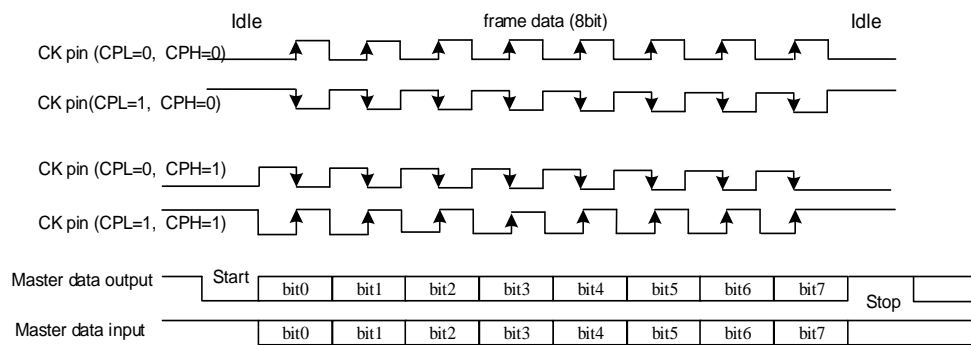 Idle frame data (8bit) Idle
CK pin (CPL=0, CPH=0)
CK pin(CPL=1, CPH=0)
CK pin (CPL=0, CPH=1)
CK pin (CPL=1, CPH=1)
Master data output Start bit0 bit1 bit2 bit3 bit4 bit5 bit6 bit7 Stop
Master data input bit0 bit1 bit2 bit3 bit4 bit5 bit6 bit7